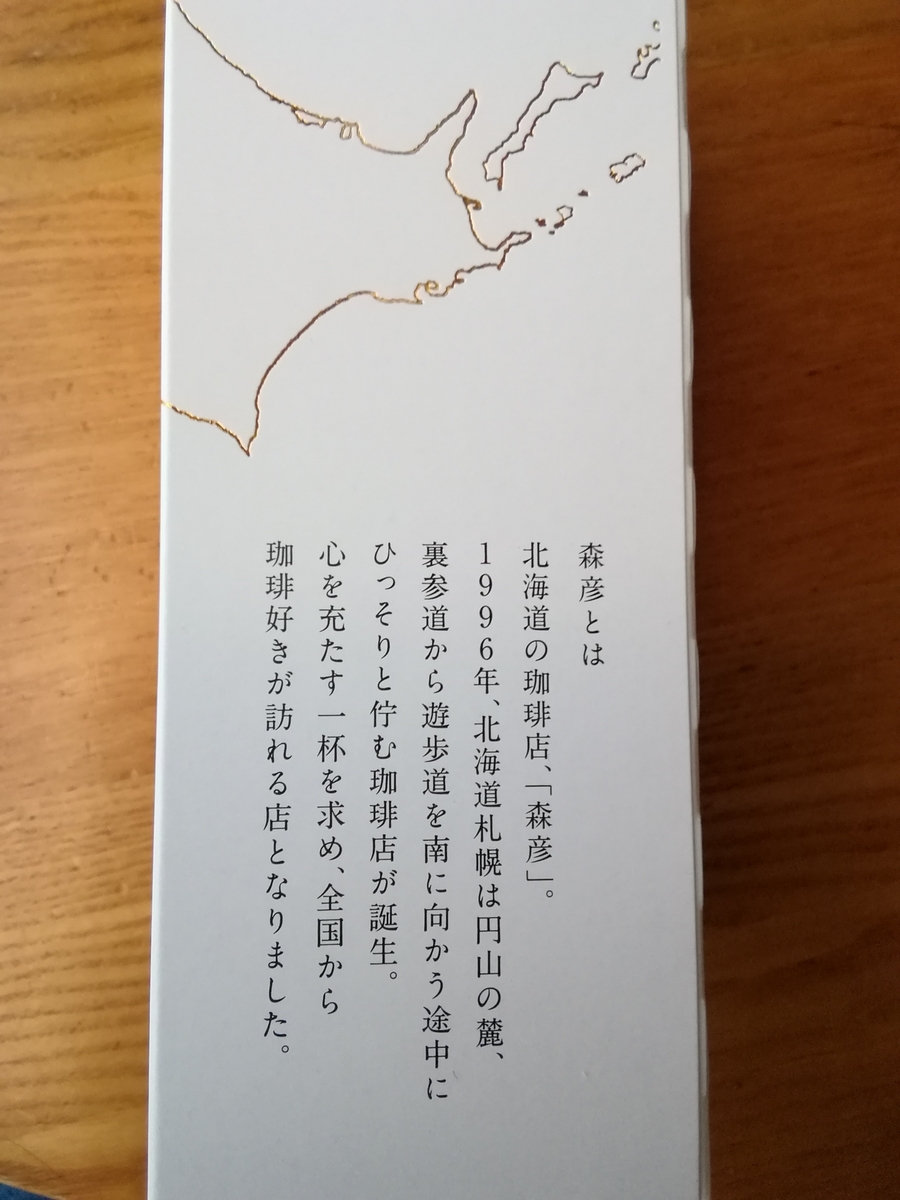 森彦とは
北海道の珈琲店、「森彦」。
1996年、北海道札幌は円山の麓、
裏参道から遊歩道を南に向かう途中に
ひっそりと佇む珈琲店が誕生。
心を充たす一杯を求め、全国から
珈琲好きが訪れる店となりました。